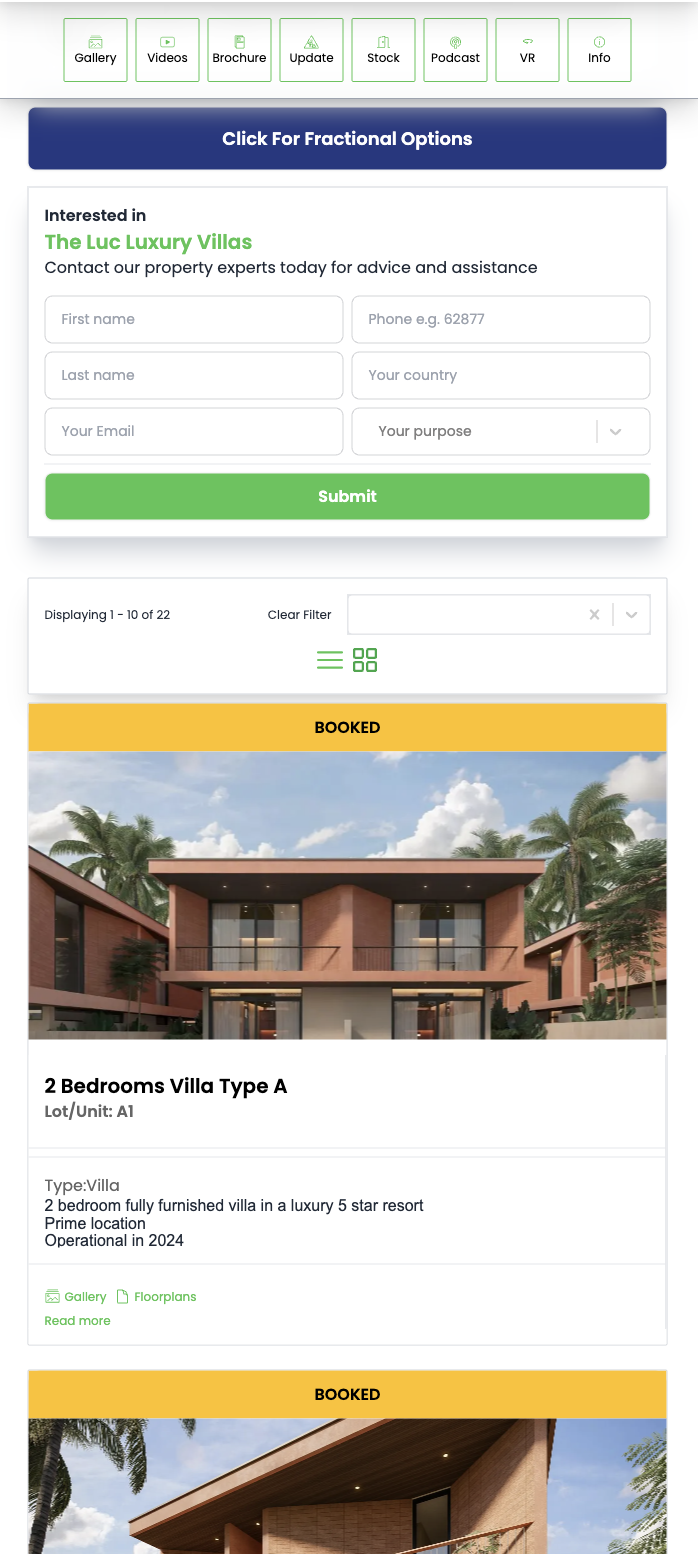 Gallery
Videos
Brochure
Update
Stock
Podcast
VR
Info
Click For Fractional Options
Interested in
The Luc Luxury Villas
Contact our property experts today for advice and assistance
First name
Phone e.g. 62877
Last name
Your country
Your Email
Your purpose
Submit
Displaying 1 - 10 of 22
Clear Filter
BOOKED
2 Bedrooms Villa Type A
Lot/Unit: A1
Type:Villa
2 bedroom fully furnished villa in a luxury 5 star resort
Prime location
Operational in 2024
Gallery
Floorplans
Read more
BOOKED